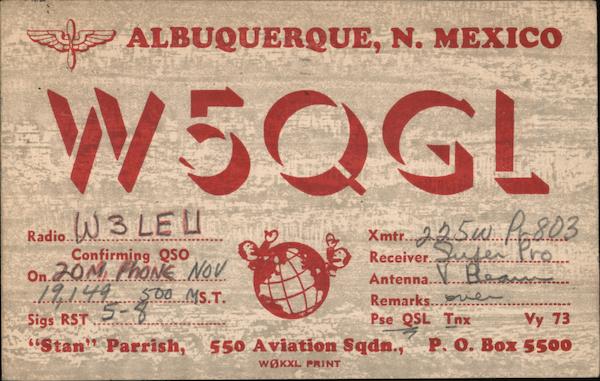 ALBUQUERQUE, N. MEXICO
W5QGL
Radio W3LEU
Confirming QSO
On 20M PHONE NOV
19, 1949 500 M.S.T.
Sigs RST 5-8
Xmtr 225W Pr 803
Receiver Super Pro
Antenna V Beam
Remarks over
Pse QSL Tnx Vy 73
"Stan" Parrish, 550 Aviation Sqdn., P. O. Box 5500
WØKXL PRINT